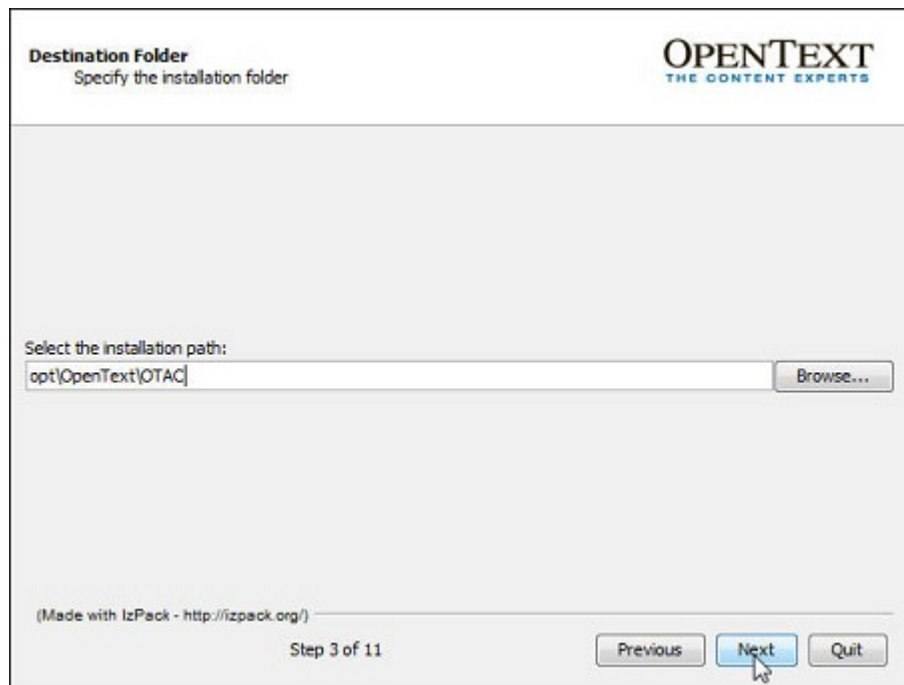 Destination Folder
Specify the installation folder
OPENTEXT
THE CONTENT EXPERTS
Select the installation path:
opt\OpenText\OTAC
Browse...
(Made with IzPack - http://izpack.org/)
Step 3 of 11
Previous
Next
Quit